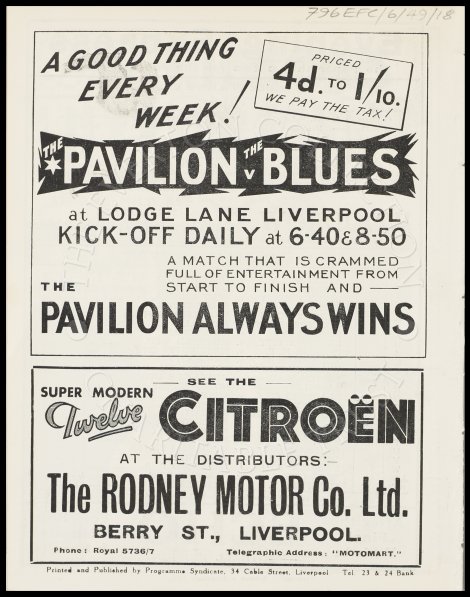 796EFC/6/49/18
A GOOD THING
EVERY
WEEK!
PRICED
4d. TO 1/10.
WE PAY THE TAX!
THE PAVILION THE v BLUES
at LODGE LANE LIVERPOOL
KICK-OFF DAILY at 6-40 & 8-50
A MATCH THAT IS CRAMMED
FULL OF ENTERTAINMENT FROM
START TO FINISH AND —
THE
PAVILION ALWAYS WINS
— SEE THE —
SUPER MODERN
Twelve CITROËN
AT THE DISTRIBUTORS:—
The RODNEY MOTOR Co. Ltd.
BERRY ST., LIVERPOOL.
Phone: Royal 5736/7 Telegraphic Address: "MOTOMART."
Printed and Published by Programme Syndicate, 34 Cable Street, Liverpool Tel. 23 & 24 Bank